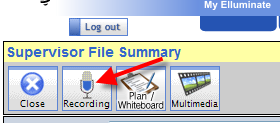 My Elluminate
Log out
Supervisor File Summary
Close
Recording
Plan /
Whiteboard
Multimedia